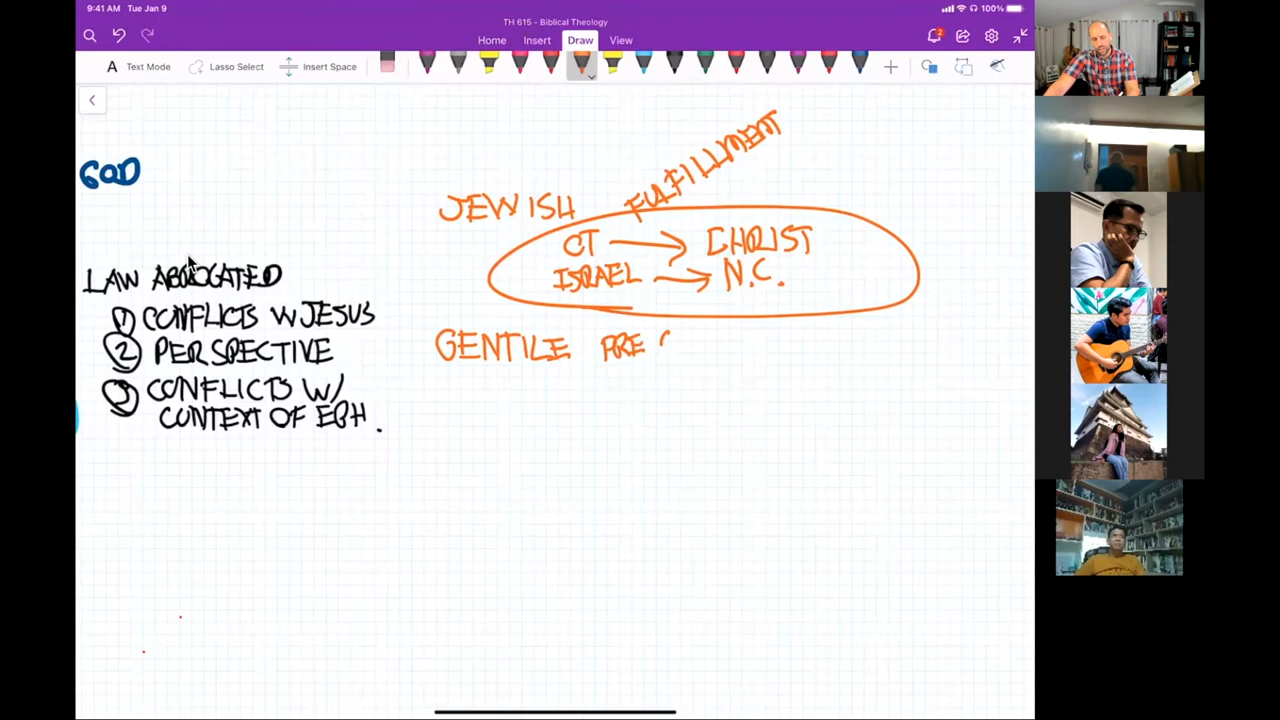 9:41 AM Tue Jan 9
100%
TH 615 - Biblical Theology
Home Insert Draw View
2
Text Mode Lasso Select Insert Space
GOD
LAW ABROGATED
1 CONFLICTS W JESUS
2 PERSPECTIVE
3 CONFLICTS W/
CONTEXT OF EPH.
FULFILLMENT
JEWISH
OT → CHRIST
ISRAEL → N.C.
GENTILE PRE